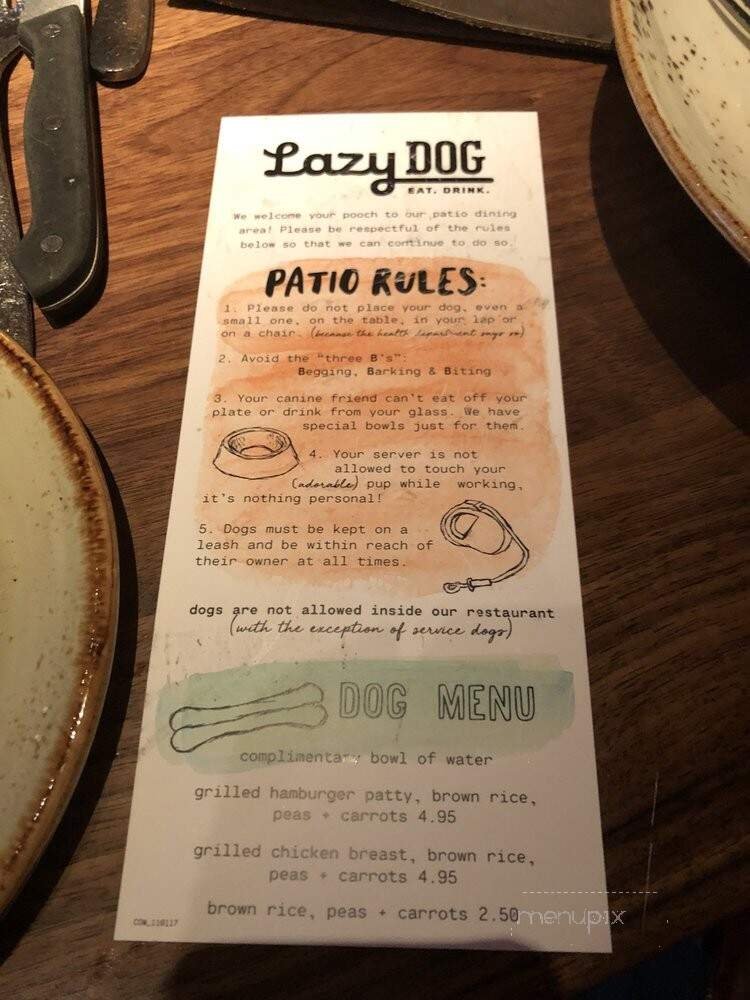 Lazy DOG
EAT. DRINK.
We welcome your pooch to our patio dining
area! Please be respectful of the rules
below so that we can continue to do so.
PATIO RULES:
1. Please do not place your dog, even a
small one, on the table, in your lap or
on a chair. (because the health department says so)
2. Avoid the "three B's":
Begging, Barking & Biting
3. Your canine friend can't eat off your
plate or drink from your glass. We have
special bowls just for them.
4. Your server is not
allowed to touch your
(adorable) pup while working,
it's nothing personal!
5. Dogs must be kept on a
leash and be within reach of
their owner at all times.
dogs are not allowed inside our restaurant
(with the exception of service dogs)
DOG MENU
complimentary bowl of water
grilled hamburger patty, brown rice,
peas + carrots 4.95
grilled chicken breast, brown rice,
peas + carrots 4.95
brown rice, peas + carrots 2.50
menupix